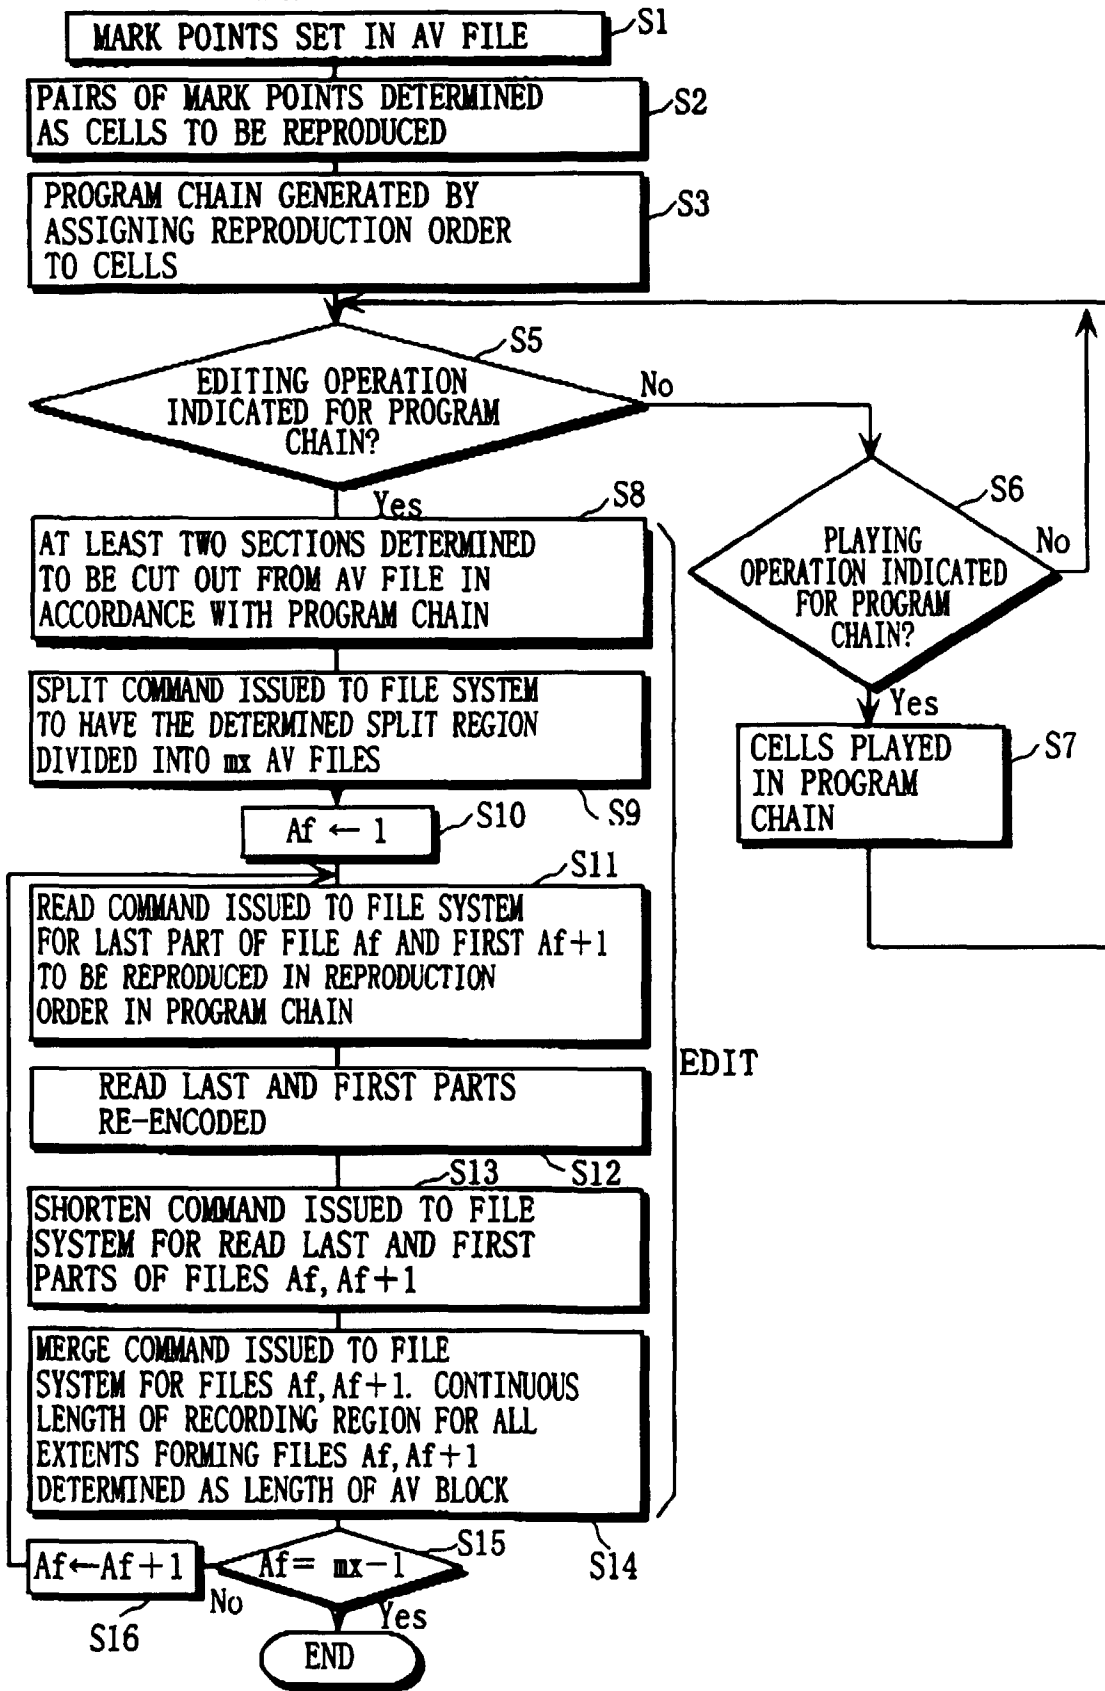 MARK POINTS SET IN AV FILE
S1
PAIRS OF MARK POINTS DETERMINED
AS CELLS TO BE REPRODUCED
S2
PROGRAM CHAIN GENERATED BY
ASSIGNING REPRODUCTION ORDER
TO CELLS
S3
S5
EDITING OPERATION
INDICATED FOR PROGRAM
CHAIN?
No
Yes
S6
PLAYING
OPERATION INDICATED
FOR PROGRAM
CHAIN?
No
Yes
CELLS PLAYED
IN PROGRAM
CHAIN
S7
S8
AT LEAST TWO SECTIONS DETERMINED
TO BE CUT OUT FROM AV FILE IN
ACCORDANCE WITH PROGRAM CHAIN
SPLIT COMMAND ISSUED TO FILE SYSTEM
TO HAVE THE DETERMINED SPLIT REGION
DIVIDED INTO mx AV FILES
S9
Af ← 1
S10
S11
READ COMMAND ISSUED TO FILE SYSTEM
FOR LAST PART OF FILE Af AND FIRST Af+1
TO BE REPRODUCED IN REPRODUCTION
ORDER IN PROGRAM CHAIN
EDIT
READ LAST AND FIRST PARTS
RE-ENCODED
S12
S13
SHORTEN COMMAND ISSUED TO FILE
SYSTEM FOR READ LAST AND FIRST
PARTS OF FILES Af, Af+1
MERGE COMMAND ISSUED TO FILE
SYSTEM FOR FILES Af, Af+1. CONTINUOUS
LENGTH OF RECORDING REGION FOR ALL
EXTENTS FORMING FILES Af, Af+1
DETERMINED AS LENGTH OF AV BLOCK
S14
S15
Af= mx-1
No
Yes
Af←Af+1
S16
END